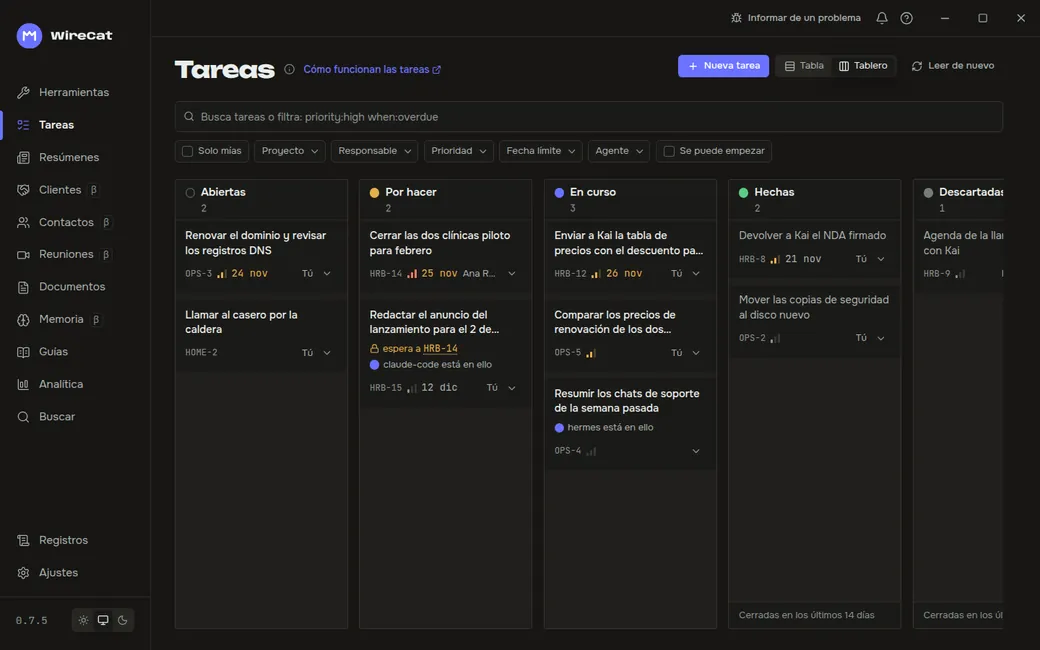 Wirecat
Informar de un problema
Tareas
Cómo funcionan las tareas
Nueva tarea
Tabla
Tablero
Leer de nuevo
Herramientas
Tareas
Resúmenes
Clientes β
Contactos β
Reuniones β
Documentos
Memoria β
Guías
Analítica
Buscar
Registros
Ajustes
0.7.5
Busca tareas o filtra: priority:high when:overdue
Solo mías
Proyecto
Responsable
Prioridad
Fecha límite
Agente
Se puede empezar
Abiertas
2
Renovar el dominio y revisar
los registros DNS
OPS-3 24 nov Tú
Llamar al casero por la
caldera
HOME-2 Tú
Por hacer
2
Cerrar las dos clínicas piloto
para febrero
HRB-14 25 nov Ana R...
Redactar el anuncio del
lanzamiento para el 2 de...
espera a HRB-14
claude-code está en ello
HRB-15 12 dic Tú
En curso
3
Enviar a Kai la tabla de
precios con el descuento pa...
HRB-12 26 nov Tú
Comparar los precios de
renovación de los dos...
OPS-5 Tú
Resumir los chats de soporte
de la semana pasada
hermes está en ello
OPS-4
Hechas
2
Devolver a Kai el NDA firmado
HRB-8 21 nov Tú
Mover las copias de seguridad
al disco nuevo
OPS-2 Tú
Cerradas en los últimos 14 días
Descartadas
1
Agenda de la
con Kai
HRB-9
Cerradas en los